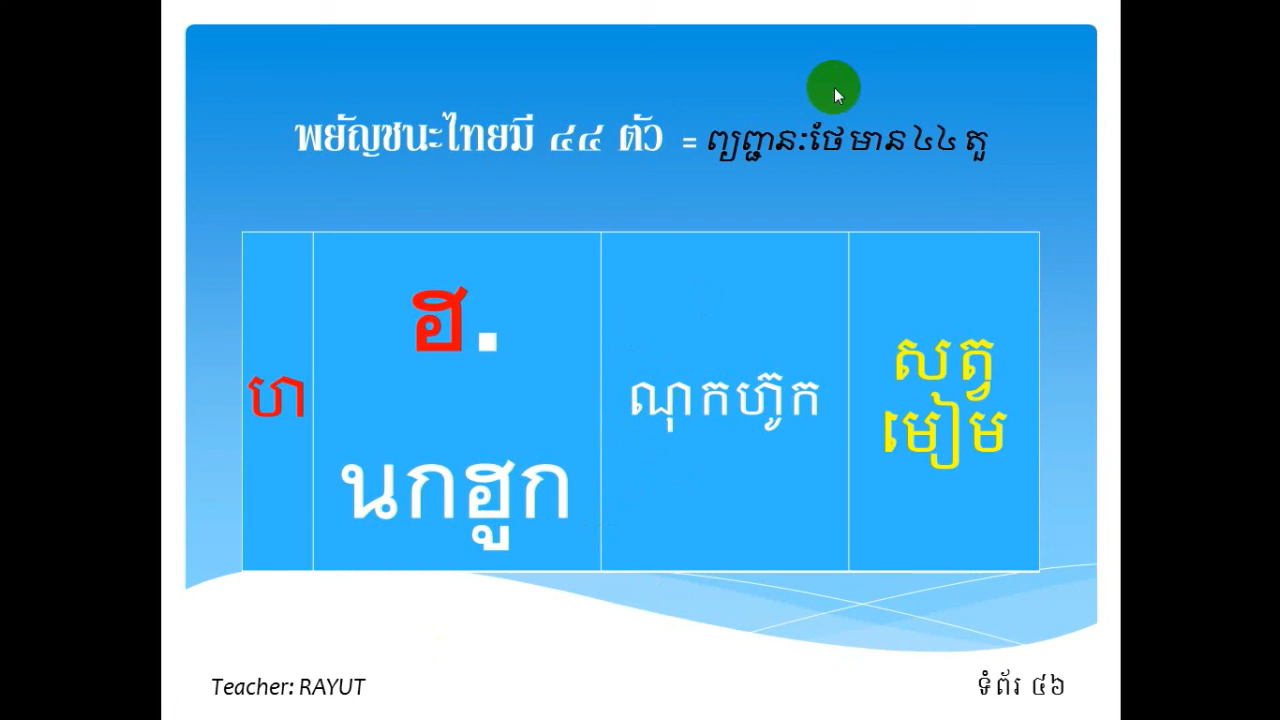 พยัญชนะไทยมี ๔๔ ตัว = ព្យព្ជានៈថៃមាន ៤៤ តួ
ហ
ฮ.
นกฮูก
ណុកហ៊ូក
សត្វ
មៀម
Teacher: RAYUT
ទំព័រ ៤៦